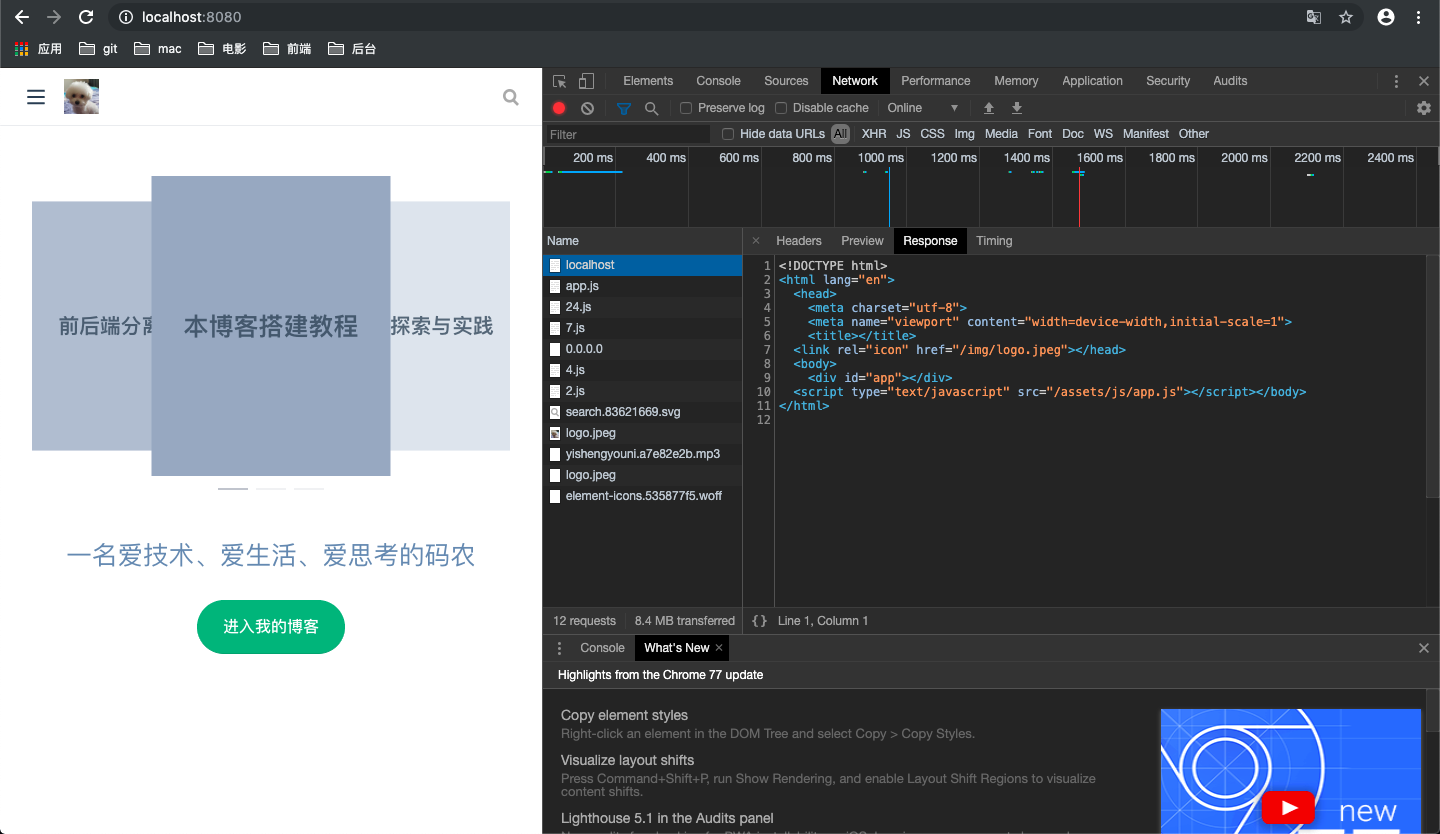 localhost:8080
应用 git mac 电影 前端 后台
前后端分离 本博客搭建教程 探索与实践
一名爱技术、爱生活、爱思考的码农
进入我的博客
Elements Console Sources Network Performance Memory Application Security Audits
Preserve log Disable cache Online
Filter Hide data URLs All XHR JS CSS Img Media Font Doc WS Manifest Other
200 ms 400 ms 600 ms 800 ms 1000 ms 1200 ms 1400 ms 1600 ms 1800 ms 2000 ms 2200 ms 2400 ms
Name
localhost
app.js
24.js
7.js
0.0.0.0
4.js
2.js
search.83621669.svg
logo.jpeg
yishengyouni.a7e82e2b.mp3
logo.jpeg
element-icons.535877f5.woff
12 requests 8.4 MB transferred
× Headers Preview Response Timing
1 <!DOCTYPE html>
2 <html lang="en">
3 <head>
4 <meta charset="utf-8">
5 <meta name="viewport" content="width=device-width,initial-scale=1">
6 <title></title>
7 <link rel="icon" href="/img/logo.jpeg"></head>
8 <body>
9 <div id="app"></div>
10 <script type="text/javascript" src="/assets/js/app.js"></script></body>
11 </html>
12
{} Line 1, Column 1
Console What's New ×
Highlights from the Chrome 77 update
Copy element styles
Right-click an element in the DOM Tree and select Copy > Copy Styles.
Visualize layout shifts
Press Command+Shift+P, run Show Rendering, and enable Layout Shift Regions to visualize
content shifts.
Lighthouse 5.1 in the Audits panel
new